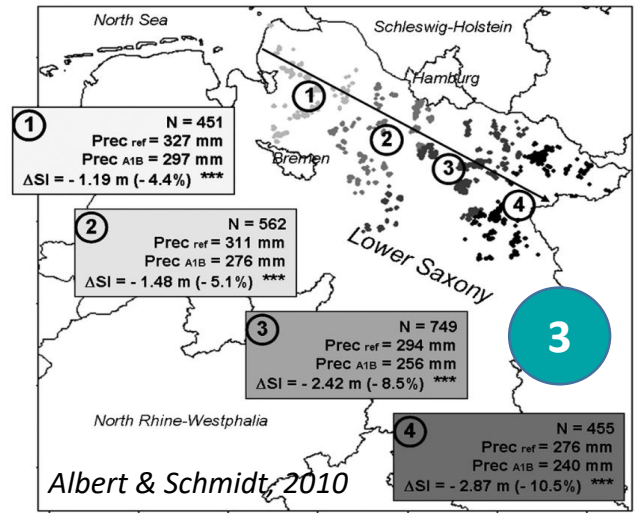 North Sea
Schleswig-Holstein
Hamburg
1
1
N = 451
Prec ref = 327 mm
Prec A1B = 297 mm
ΔSI = - 1.19 m (- 4.4%) ***
2
Bremen
3
4
2
N = 562
Prec ref = 311 mm
Prec A1B = 276 mm
ΔSI = - 1.48 m (- 5.1%) ***
Lower Saxony
3
3
N = 749
Prec ref = 294 mm
Prec A1B = 256 mm
ΔSI = - 2.42 m (- 8.5%) ***
North Rhine-Westphalia
4
N = 455
Prec ref = 276 mm
Prec A1B = 240 mm
ΔSI = - 2.87 m (- 10.5%) ***
Albert & Schmidt, 2010